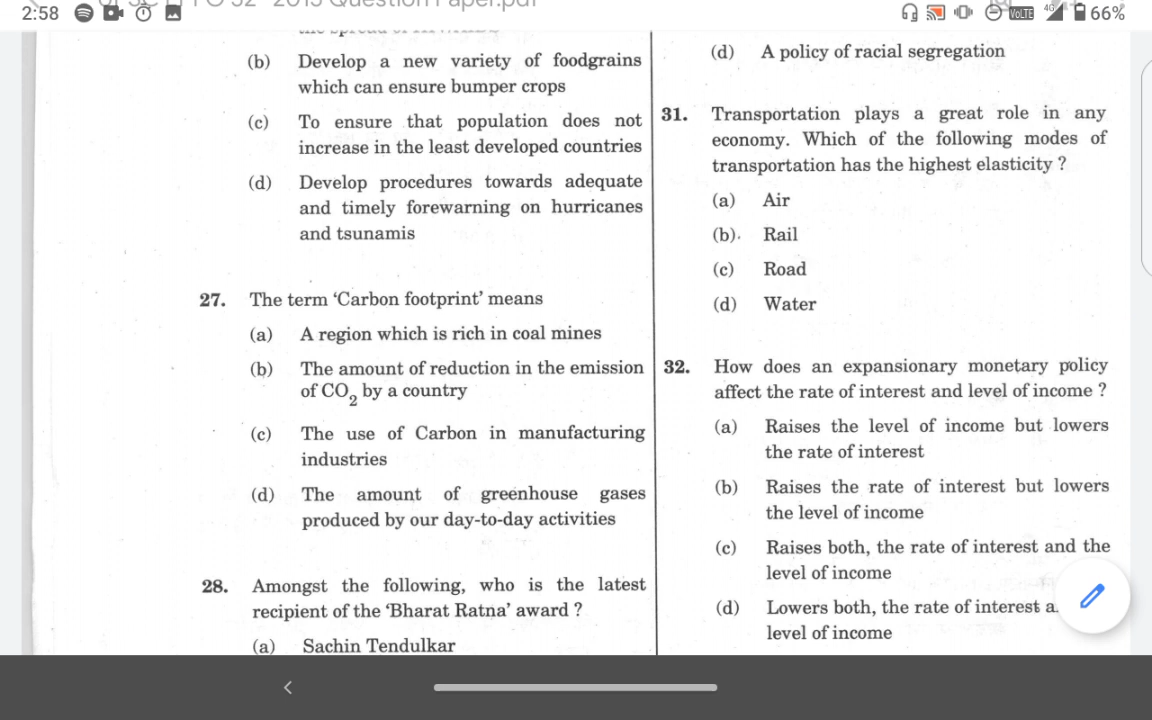 2:58
2015 Question Paper.pdf
VoLTE
4G
66%
(b) Develop a new variety of foodgrains
which can ensure bumper crops
(c) To ensure that population does not
increase in the least developed countries
(d) Develop procedures towards adequate
and timely forewarning on hurricanes
and tsunamis
27. The term ‘Carbon footprint’ means
(a) A region which is rich in coal mines
(b) The amount of reduction in the emission
of CO₂ by a country
(c) The use of Carbon in manufacturing
industries
(d) The amount of greenhouse gases
produced by our day-to-day activities
28. Amongst the following, who is the latest
recipient of the ‘Bharat Ratna’ award ?
(a) Sachin Tendulkar
(d) A policy of racial segregation
31. Transportation plays a great role in any
economy. Which of the following modes of
transportation has the highest elasticity ?
(a) Air
(b). Rail
(c) Road
(d) Water
32. How does an expansionary monetary policy
affect the rate of interest and level of income ?
(a) Raises the level of income but lowers
the rate of interest
(b) Raises the rate of interest but lowers
the level of income
(c) Raises both, the rate of interest and the
level of income
(d) Lowers both, the rate of interest a
level of income